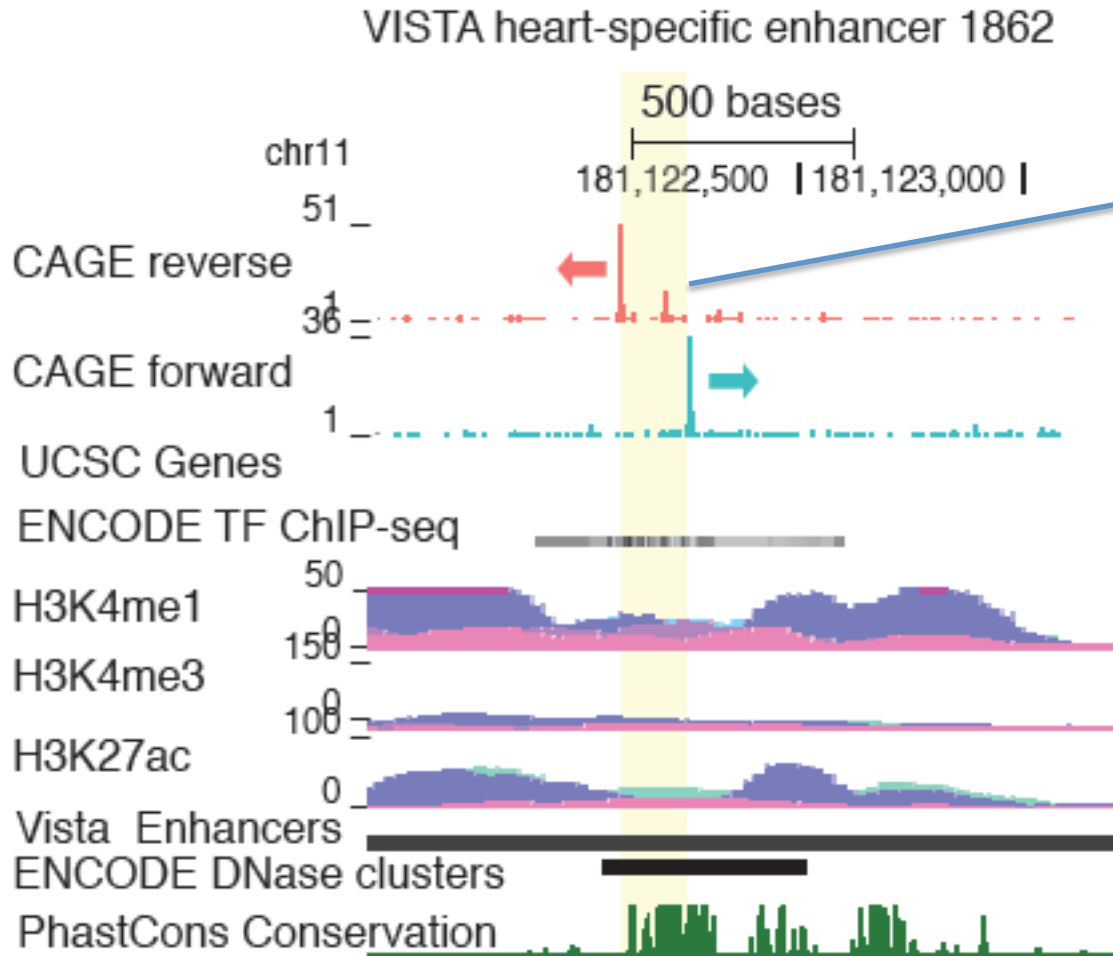 VISTA heart-specific enhancer 1862
500 bases
chr11
181,122,500 181,123,000
51
CAGE reverse
1
36
CAGE forward
1
UCSC Genes
ENCODE TF ChIP-seq
50
H3K4me1
0
150
H3K4me3
0
100
H3K27ac
0
Vista Enhancers
ENCODE DNase clusters
PhastCons Conservation